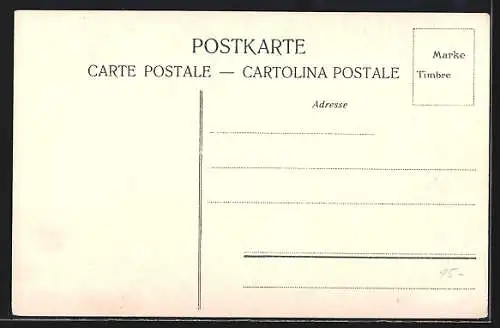 POSTKARTE
CARTE POSTALE — CARTOLINA POSTALE
Marke
Timbre
Adresse
95-